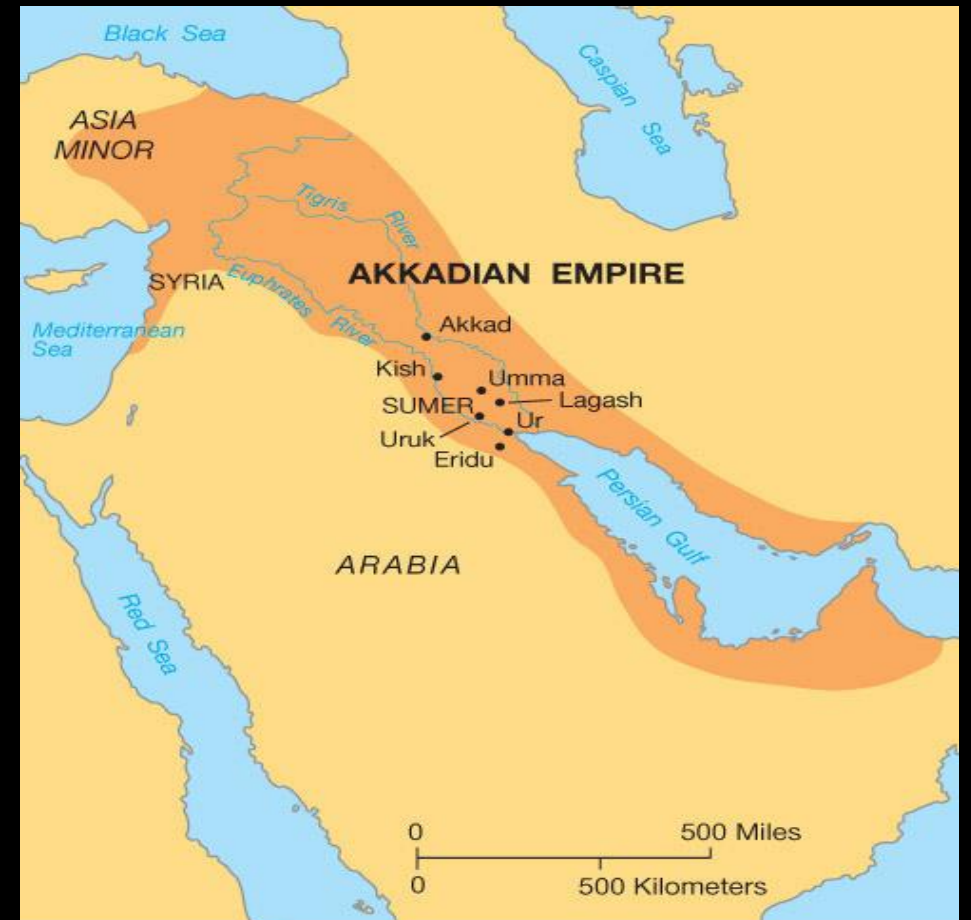 Black Sea
Caspian
Sea
ASIA
MINOR
Tigris
River
AKKADIAN EMPIRE
SYRIA
Euphrates
River
Mediterranean
Sea
Akkad
Kish
Umma
SUMER
Lagash
Ur
Uruk
Eridu
Persian Gulf
ARABIA
Red Sea
0 500 Miles
0 500 Kilometers